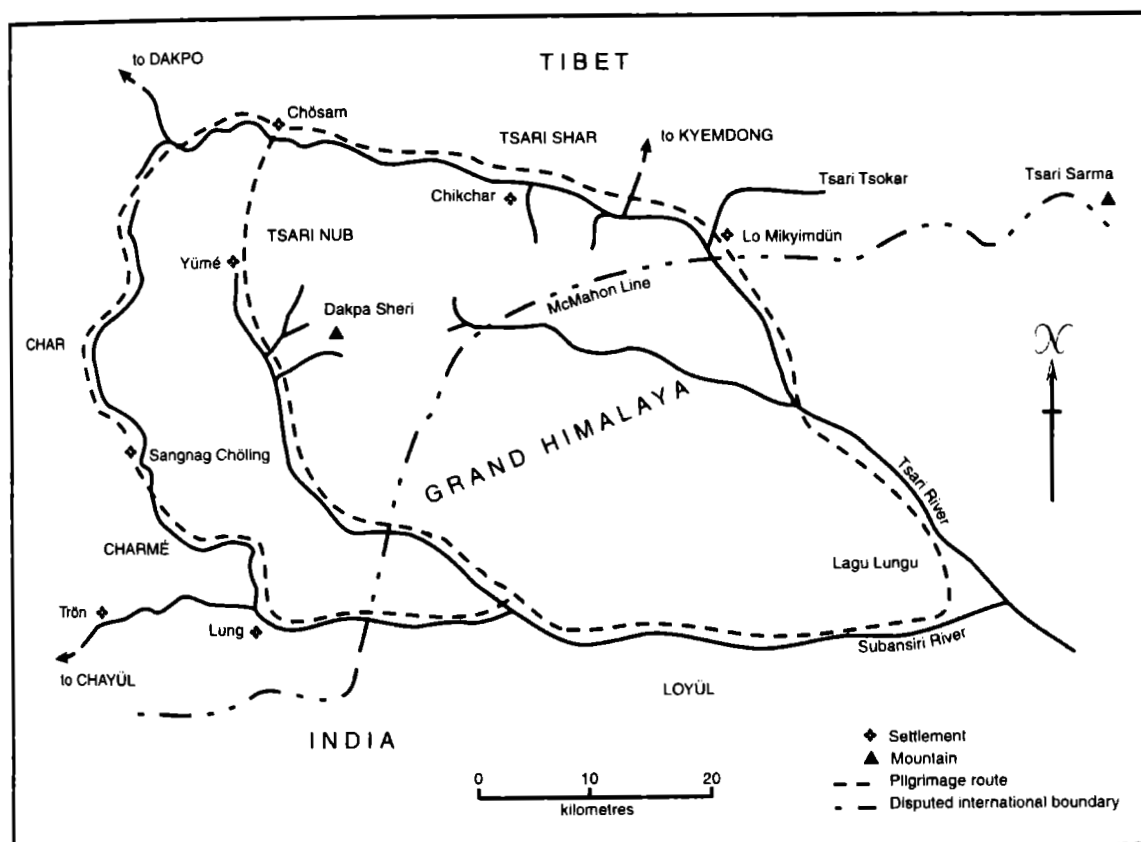 to DAKPO
TIBET
Chösam
TSARI SHAR
to KYEMDONG
Chikchar
Tsari Tsokar
Tsari Sarma
TSARI NUB
Lo Mikyimdün
Yümé
McMahon Line
Dakpa Sheri
CHAR
N
GRAND HIMALAYA
Sangnag Chöling
Tsari River
CHARMÉ
Lagu Lungu
Trön
Lung
Subansiri River
to CHAYÜL
LOYÜL
INDIA
Settlement
Mountain
Pilgrimage route
Disputed international boundary
0 10 20
kilometres